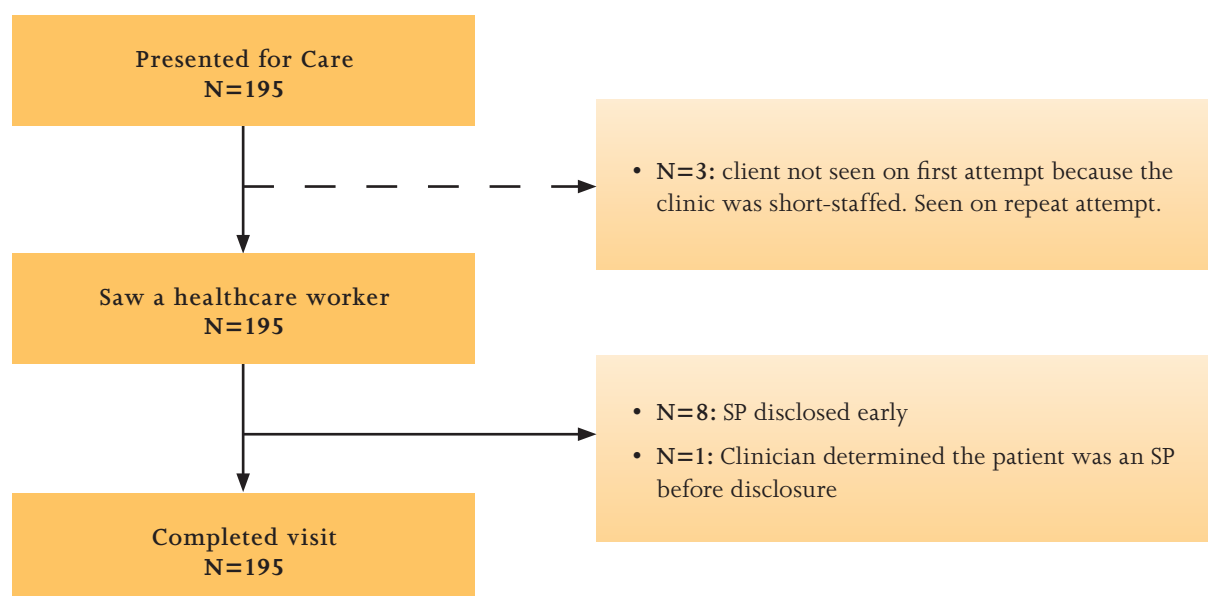 Presented for Care
N=195
• N=3: client not seen on first attempt because the
clinic was short-staffed. Seen on repeat attempt.
Saw a healthcare worker
N=195
• N=8: SP disclosed early
• N=1: Clinician determined the patient was an SP
before disclosure
Completed visit
N=195